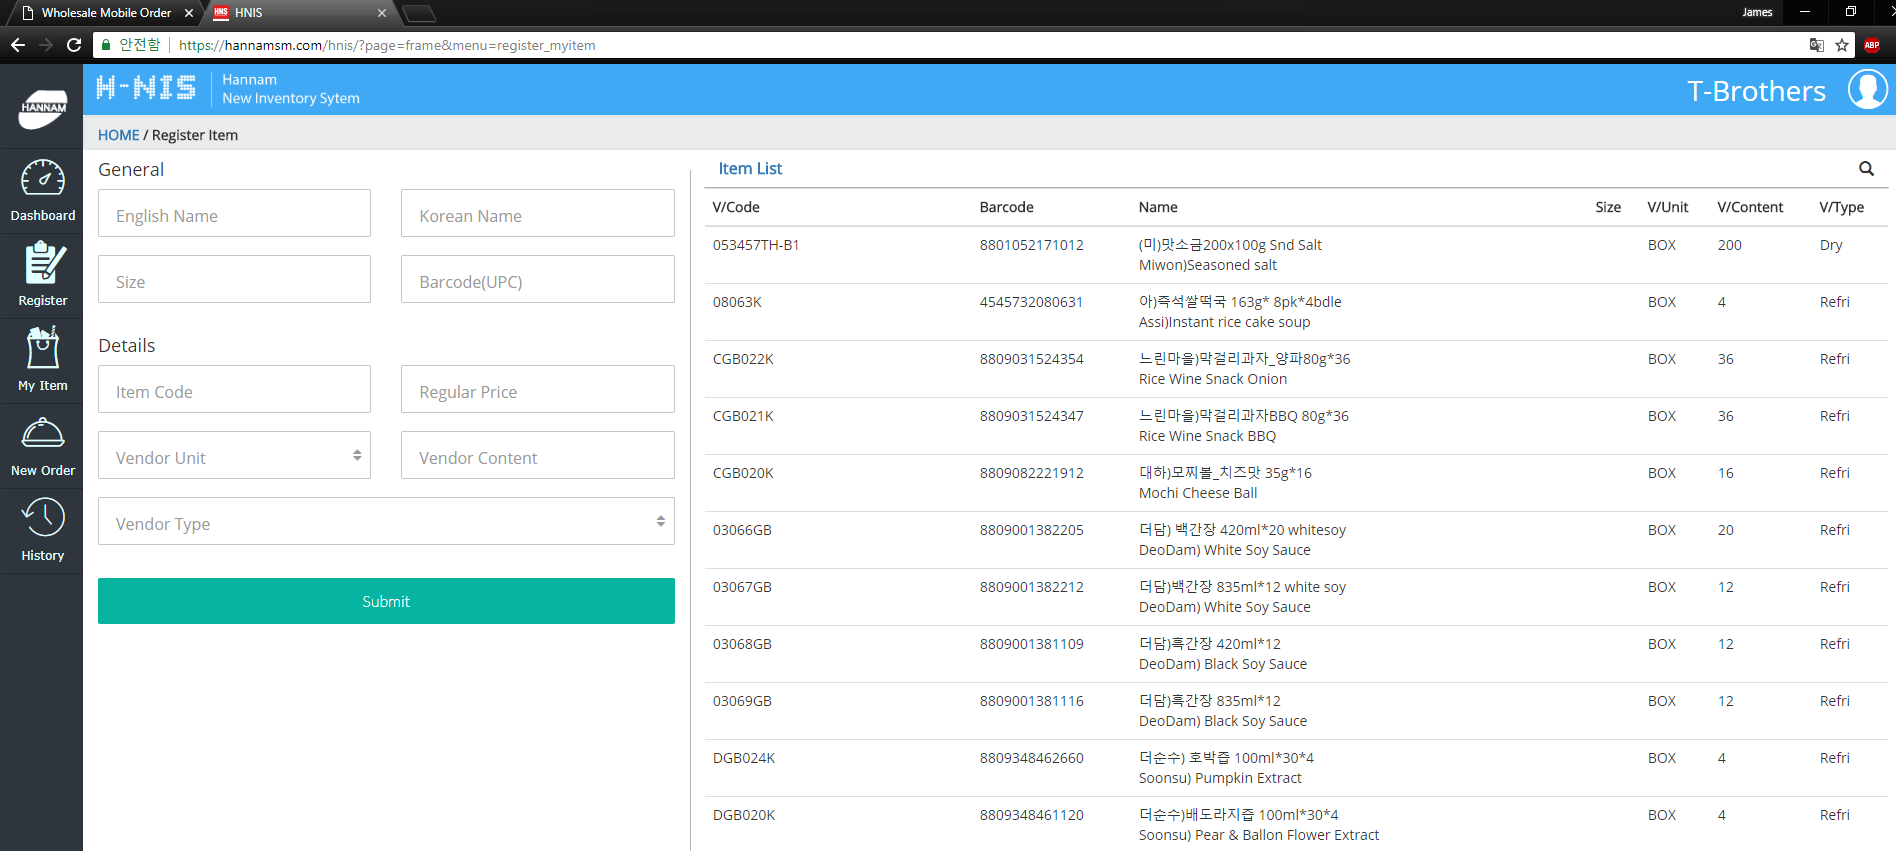 Wholesale Mobile Order
HNS HNIS
James
안전함 https://hannamsm.com/hnis/?page=frame&menu=register_myitem
ABP
HANNAM
H-NIS
Hannam
New Inventory Sytem
T-Brothers
HOME / Register Item
Dashboard
Register
My Item
New Order
History
General
English Name Korean Name
Size Barcode(UPC)
Details
Item Code Regular Price
Vendor Unit Vendor Content
Vendor Type
Submit
Item List
V/Code Barcode Name Size V/Unit V/Content V/Type
053457TH-B1 8801052171012 (미)맛소금200x100g Snd Salt BOX 200 Dry
Miwon)Seasoned salt
08063K 4545732080631 아)즉석쌀떡국 163g* 8pk*4bdle BOX 4 Refri
Assi)Instant rice cake soup
CGB022K 8809031524354 느린마을)막걸리과자_양파80g*36 BOX 36 Refri
Rice Wine Snack Onion
CGB021K 8809031524347 느린마을)막걸리과자BBQ 80g*36 BOX 36 Refri
Rice Wine Snack BBQ
CGB020K 8809082221912 대하)모찌볼_치즈맛 35g*16 BOX 16 Refri
Mochi Cheese Ball
03066GB 8809001382205 더담) 백간장 420ml*20 whitesoy BOX 20 Refri
DeoDam) White Soy Sauce
03067GB 8809001382212 더담)백간장 835ml*12 white soy BOX 12 Refri
DeoDam) White Soy Sauce
03068GB 8809001381109 더담)흑간장 420ml*12 BOX 12 Refri
DeoDam) Black Soy Sauce
03069GB 8809001381116 더담)흑간장 835ml*12 BOX 12 Refri
DeoDam) Black Soy Sauce
DGB024K 8809348462660 더순수) 호박즙 100ml*30*4 BOX 4 Refri
Soonsu) Pumpkin Extract
DGB020K 8809348461120 더순수)배도라지즙 100ml*30*4 BOX 4 Refri
Soonsu) Pear & Ballon Flower Extract